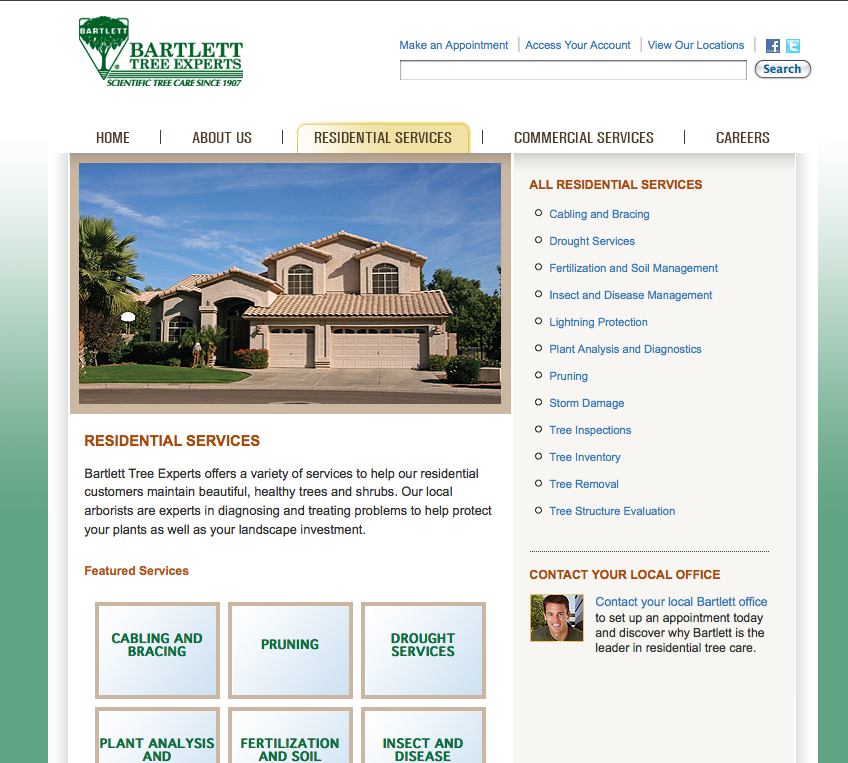 BARTLETT
BARTLETT
TREE EXPERTS
SCIENTIFIC TREE CARE SINCE 1907
Make an Appointment
Access Your Account
View Our Locations
Search
HOME
ABOUT US
RESIDENTIAL SERVICES
COMMERCIAL SERVICES
CAREERS
RESIDENTIAL SERVICES
Bartlett Tree Experts offers a variety of services to help our residential
customers maintain beautiful, healthy trees and shrubs. Our local
arborists are experts in diagnosing and treating problems to help protect
your plants as well as your landscape investment.
Featured Services
CABLING AND
BRACING
PRUNING
DROUGHT
SERVICES
PLANT ANALYSIS
AND
FERTILIZATION
AND SOIL
INSECT AND
DISEASE
ALL RESIDENTIAL SERVICES
Cabling and Bracing
Drought Services
Fertilization and Soil Management
Insect and Disease Management
Lightning Protection
Plant Analysis and Diagnostics
Pruning
Storm Damage
Tree Inspections
Tree Inventory
Tree Removal
Tree Structure Evaluation
CONTACT YOUR LOCAL OFFICE
Contact your local Bartlett office
to set up an appointment today
and discover why Bartlett is the
leader in residential tree care.